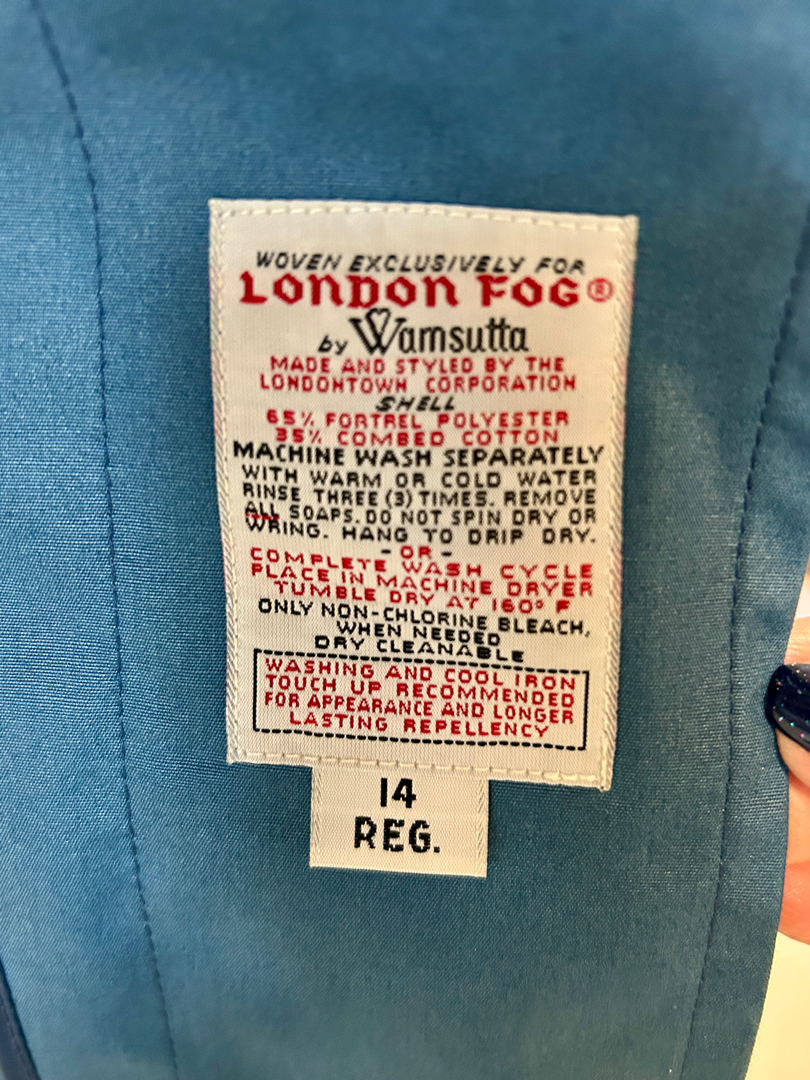 WOVEN EXCLUSIVELY FOR
LONDON FOG®
by Wamsutta
MADE AND STYLED BY THE
LONDONTOWN CORPORATION
SHELL
65% FORTREL POLYESTER
35% COMBED COTTON
MACHINE WASH SEPARATELY
WITH WARM OR COLD WATER
RINSE THREE (3) TIMES. REMOVE
ALL SOAPS. DO NOT SPIN DRY OR
WRING. HANG TO DRIP DRY.
- OR -
COMPLETE WASH CYCLE
PLACE IN MACHINE DRYER
TUMBLE DRY AT 160° F
ONLY NON-CHLORINE BLEACH,
WHEN NEEDED
DRY CLEANABLE
WASHING AND COOL IRON
TOUCH UP RECOMMENDED
FOR APPEARANCE AND LONGER
LASTING REPELLENCY
14
REG.